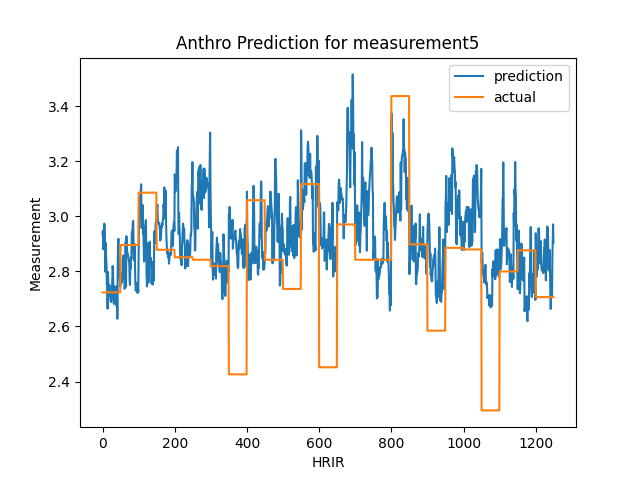 Anthro Prediction for measurement5
prediction
actual
3.4
3.2
3.0
2.8
2.6
2.4
Measurement
0
200
400
600
800
1000
1200
HRIR